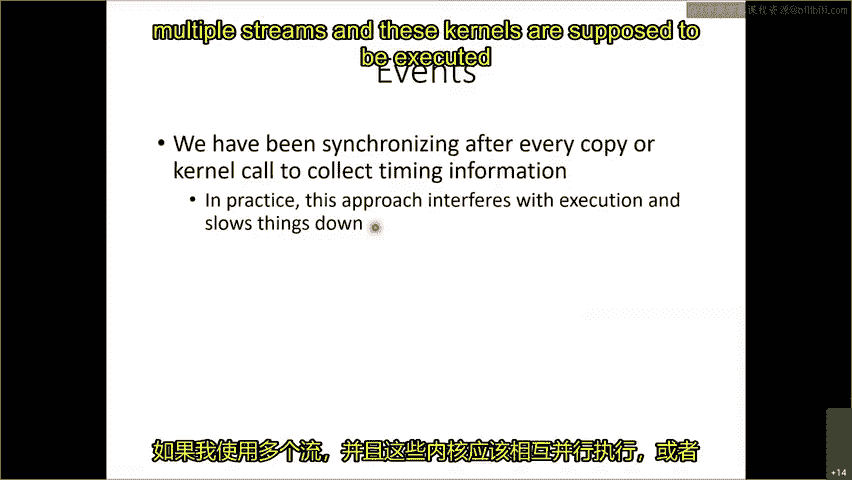 multiple streams and these kernels are supposed to
be executed
Events
• We have been synchronizing after every copy or
kernel call to collect timing information
• In practice, this approach interferes with execution and
slows things down
如果我使用多个流，并且这些内核应该相互并行执行，或者
+14